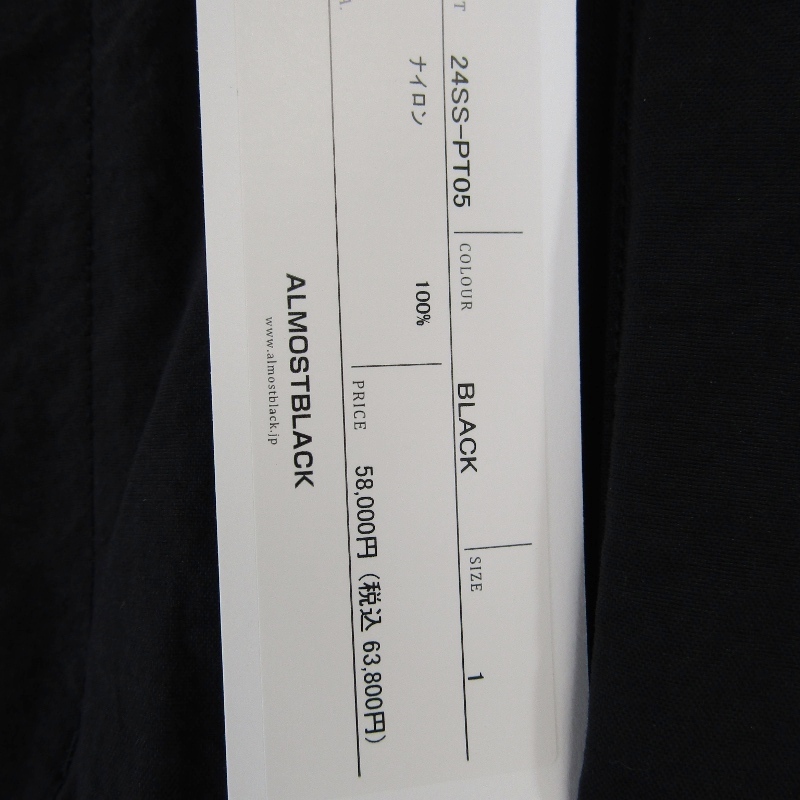 24SS-PT05 COLOUR BLACK SIZE 1
ナイロン 100%
PRICE 58,000円 (税込 63,800円)
ALMOSTBLACK
www.almostblack.jp